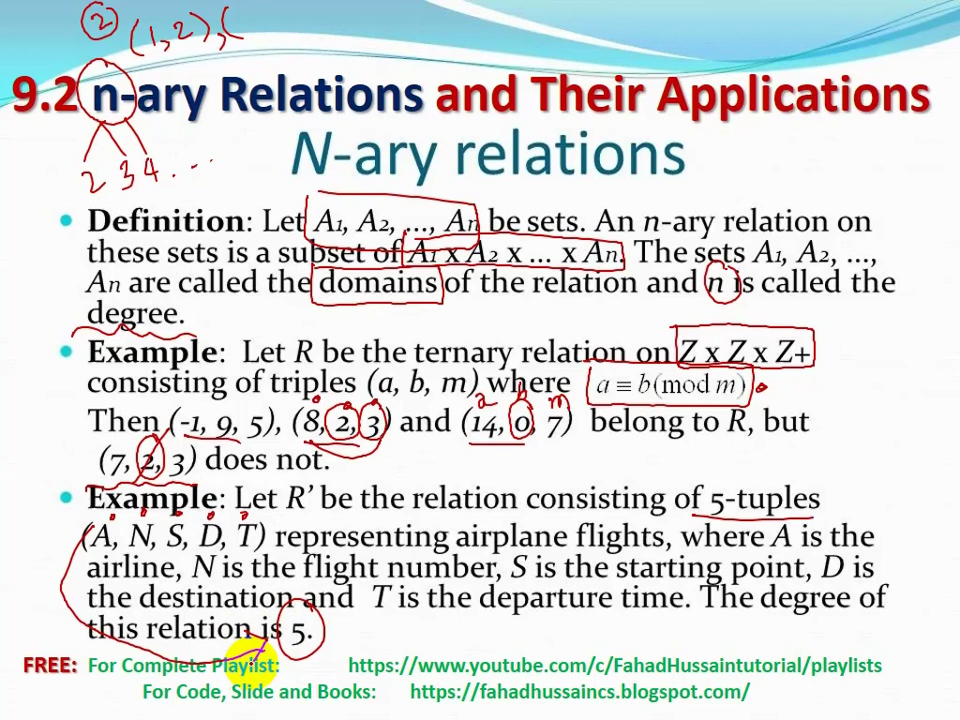 ② (1,2),(
9.2 n-ary Relations and Their Applications
N-ary relations
2 3 4 . ...
• Definition: Let A1, A2, ..., An be sets. An n-ary relation on
these sets is a subset of A1 x A2 x ... x An. The sets A1, A2, ...,
An are called the domains of the relation and n is called the
degree.
• Example: Let R be the ternary relation on Z x Z x Z+
consisting of triples (a, b, m) where a ≡ b(mod m)
a b m
Then (-1, 9, 5), (8, 2, 3) and (14, 0, 7) belong to R, but
(7, 2, 3) does not.
• Example: Let R' be the relation consisting of 5-tuples
(A, N, S, D, T) representing airplane flights, where A is the
airline, N is the flight number, S is the starting point, D is
the destination and T is the departure time. The degree of
this relation is 5.
FREE: For Complete Playlist: https://www.youtube.com/c/FahadHussaintutorial/playlists
For Code, Slide and Books: https://fahadhussaincs.blogspot.com/